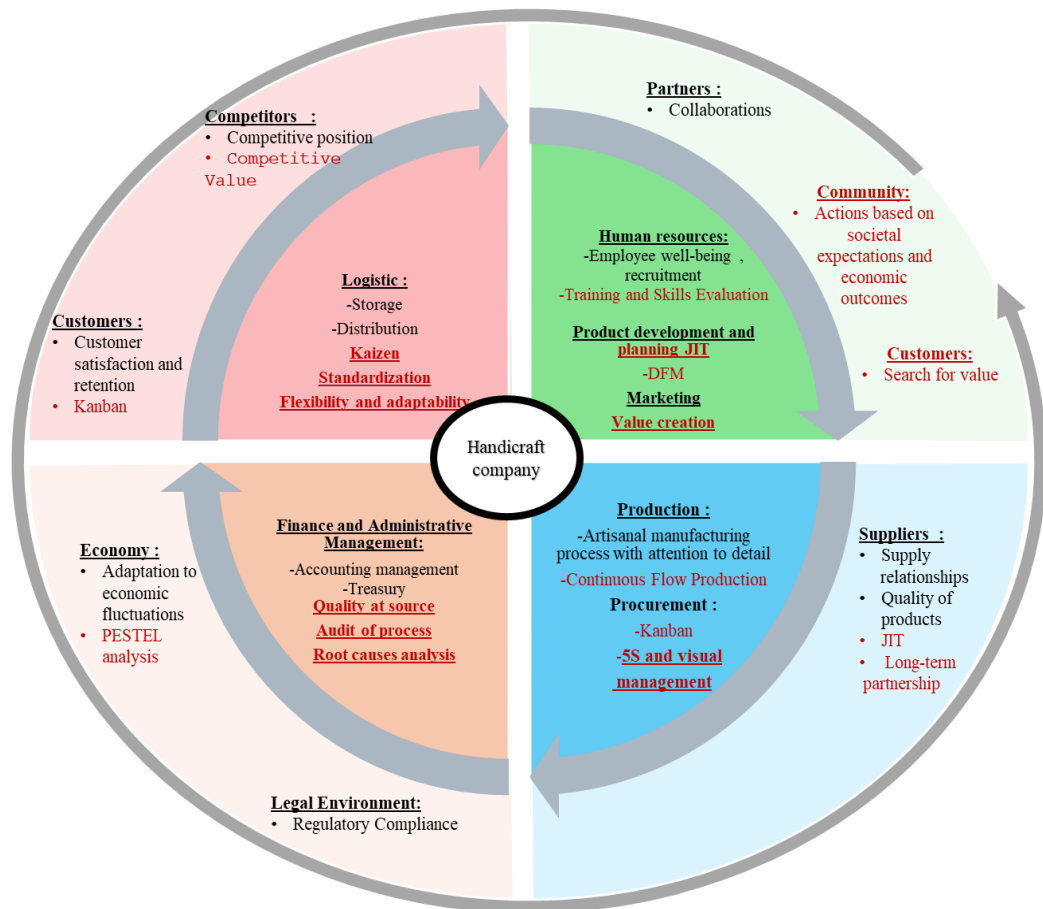 Competitors :
• Competitive position
• Competitive
Value
Customers :
• Customer
satisfaction and
retention
• Kanban
Logistic :
-Storage
-Distribution
Kaizen
Standardization
Flexibility and adaptability
Partners :
• Collaborations
Community:
• Actions based on
societal
expectations and
economic
outcomes
Customers:
• Search for value
Human resources:
-Employee well-being ,
recruitment
-Training and Skills Evaluation
Product development and
planning JIT
-DFM
Marketing
Value creation
Handicraft
company
Finance and Administrative
Management:
-Accounting management
-Treasury
Quality at source
Audit of process
Root causes analysis
Economy :
• Adaptation to
economic
fluctuations
• PESTEL
analysis
Legal Environment:
• Regulatory Compliance
Production :
-Artisanal manufacturing
process with attention to detail
-Continuous Flow Production
Procurement :
-Kanban
-5S and visual
management
Suppliers :
• Supply
relationships
• Quality of
products
• JIT
• Long-term
partnership